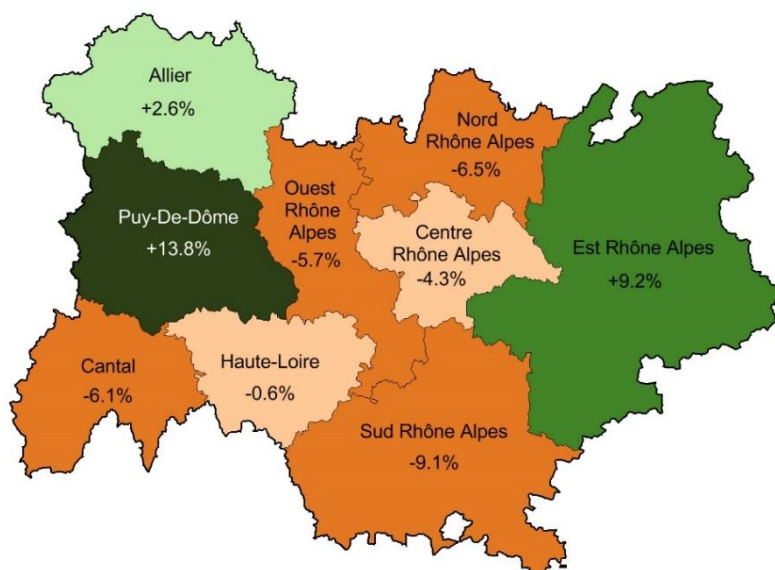 Allier
+2.6%
Puy-De-Dôme
+13.8%
Cantal
-6.1%
Haute-Loire
-0.6%
Ouest
Rhône
Alpes
-5.7%
Nord
Rhône Alpes
-6.5%
Centre
Rhône Alpes
-4.3%
Est Rhône Alpes
+9.2%
Sud Rhône Alpes
-9.1%